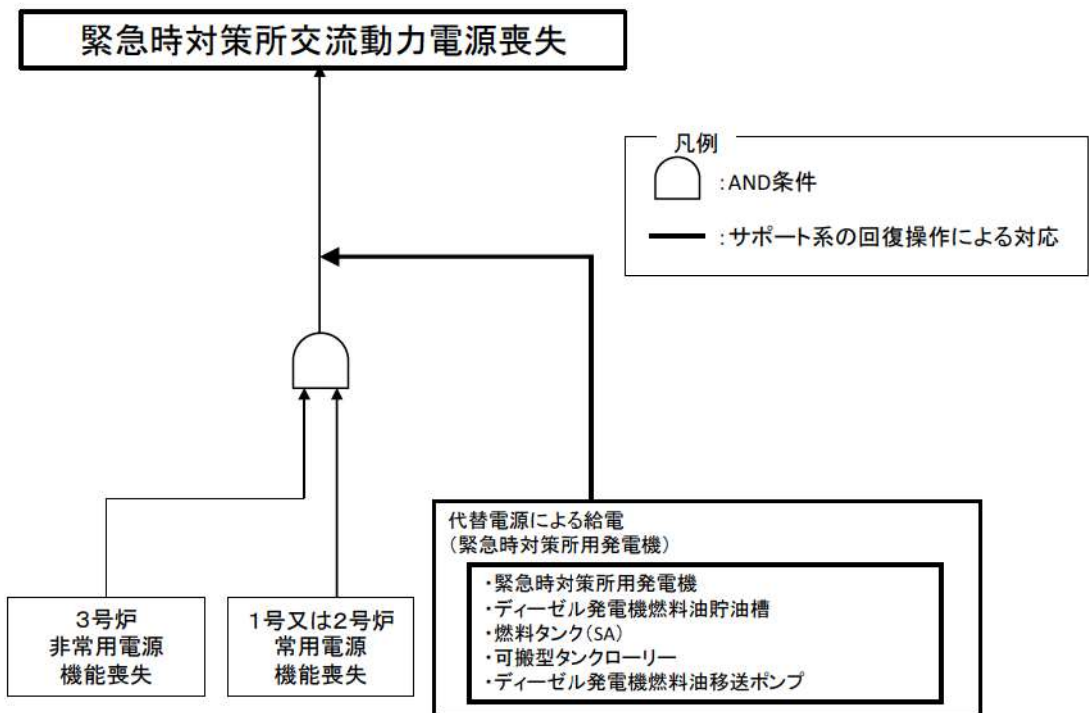 緊急時対策所交流動力電源喪失
凡例
:AND条件
:サポート系の回復操作による対応
3号炉
非常用電源
機能喪失
1号又は2号炉
常用電源
機能喪失
代替電源による給電
(緊急時対策所用発電機)
・緊急時対策所用発電機
・ディーゼル発電機燃料油貯油槽
・燃料タンク(SA)
・可搬型タンクローリー
・ディーゼル発電機燃料油移送ポンプ